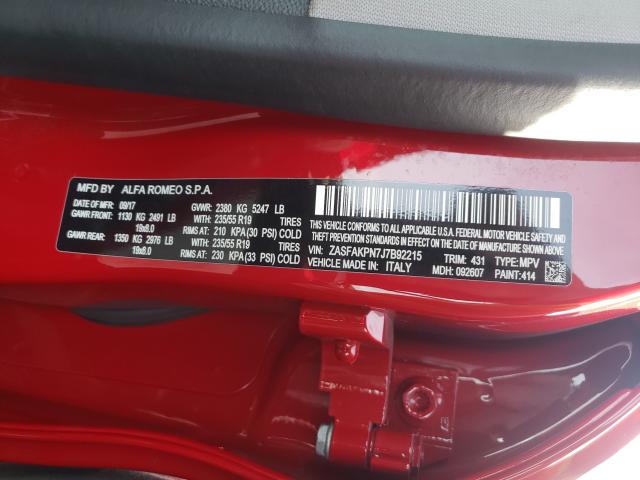 MFD BY ALFA ROMEO S.P.A.
DATE OF MFR 09/17 GVWR: 2380 KG 5247 LB
GAWR FRONT: 1130 KG 2491 LB WITH 235/55 R19 TIRES
19x8.0 RIMS AT: 210 KPA(30 PSI) COLD
GAWR REAR: 1350 KG 2976 LB WITH 235/55 R19 TIRES
19x8.0 RIMS AT: 230 KPA(33 PSI) COLD
THIS VEHICLE CONFORMS TO ALL APPLICABLE U.S.A. FEDERAL MOTOR VEHICLE SAFETY,
BUMPER, AND THEFT PREVENTION STANDARDS IN EFFECT ON THE DATE OF MANUFACTURE SHOWN ABOVE.
VIN: ZASFAKPN7J7B92215 TRIM: 431 TYPE: MPV
VEHICLE MADE IN: ITALY MDH: 092607 PAINT: 414